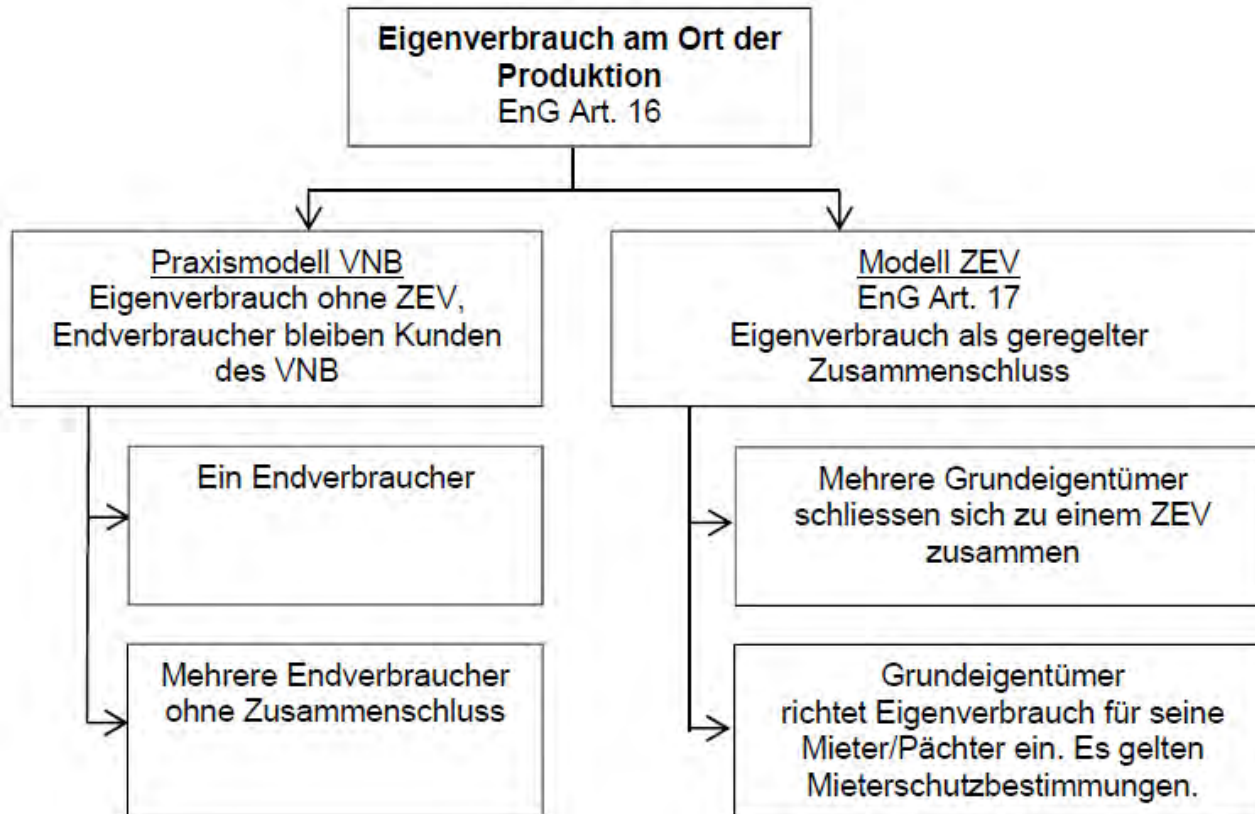 Eigenverbrauch am Ort der
Produktion
EnG Art. 16
Praxismodell VNB
Eigenverbrauch ohne ZEV,
Endverbraucher bleiben Kunden
des VNB
Ein Endverbraucher
Mehrere Endverbraucher
ohne Zusammenschluss
Modell ZEV
EnG Art. 17
Eigenverbrauch als geregelter
Zusammenschluss
Mehrere Grundeigentümer
schliessen sich zu einem ZEV
zusammen
Grundeigentümer
richtet Eigenverbrauch für seine
Mieter/Pächter ein. Es gelten
Mieterschutzbestimmungen.